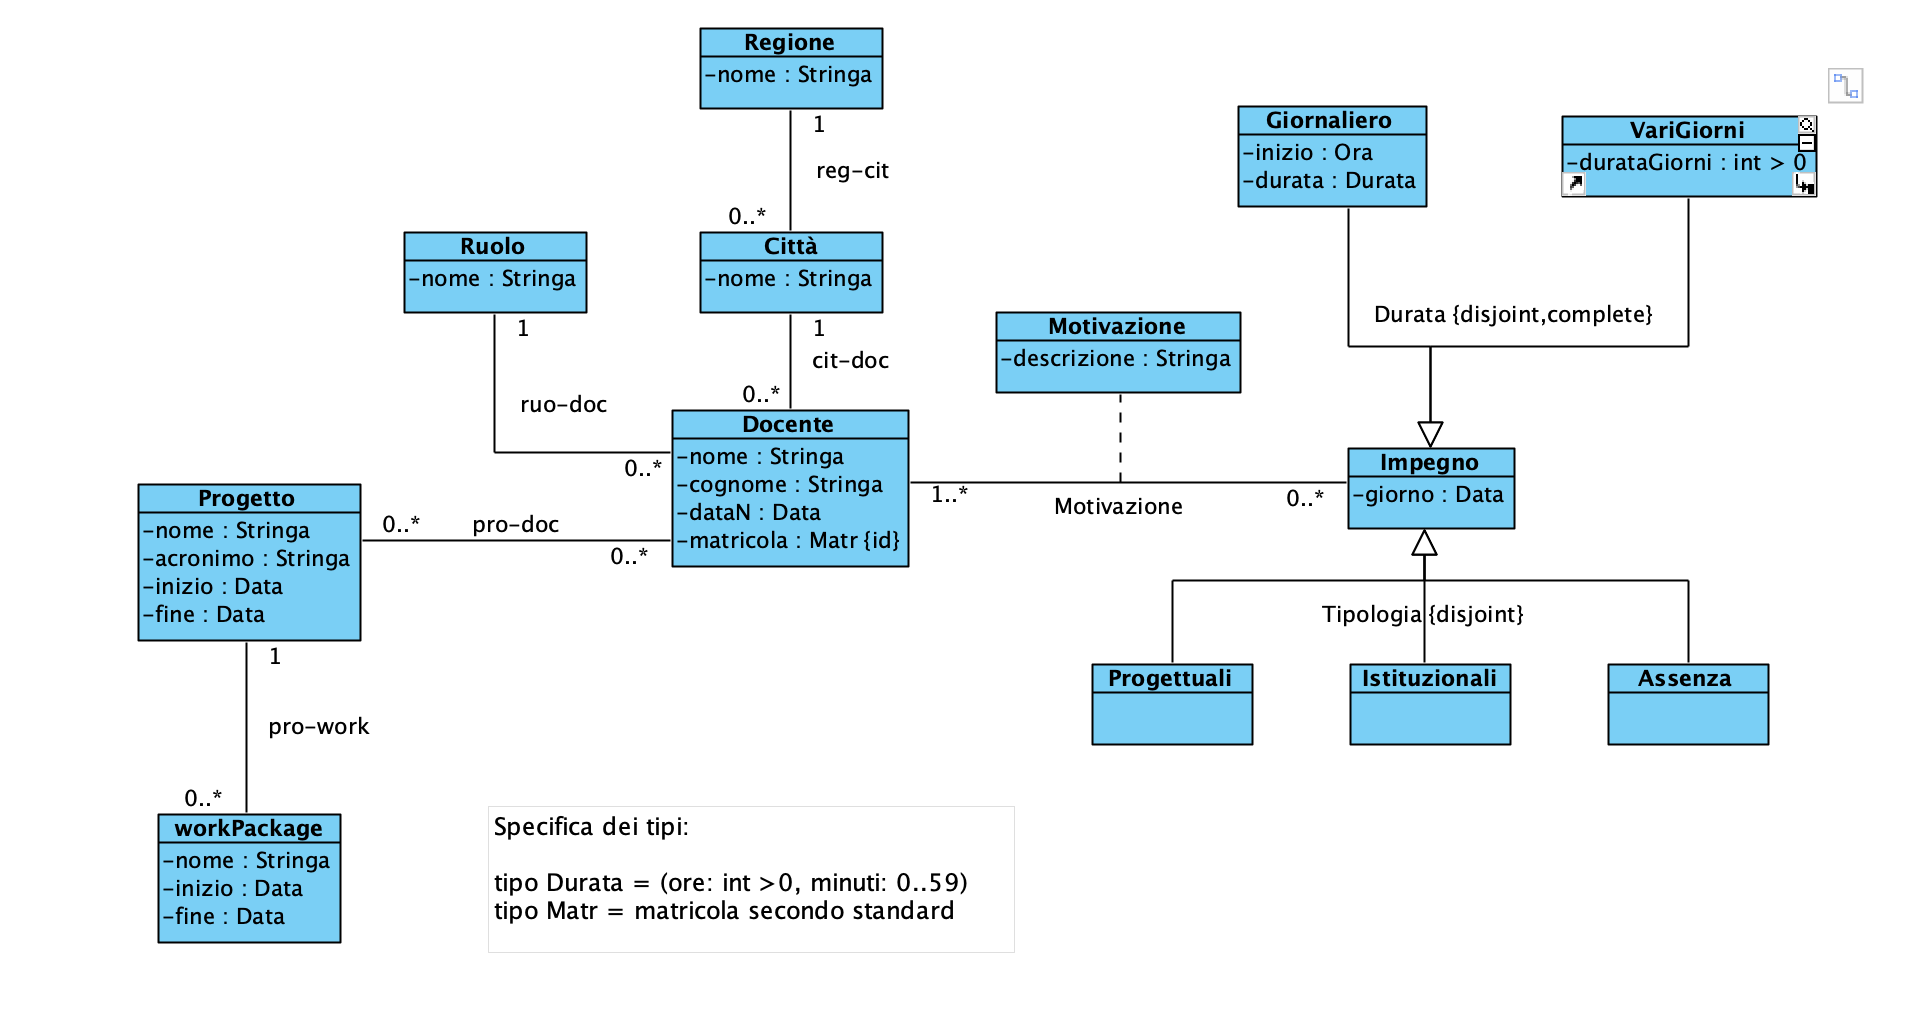 Regione
-nome : Stringa
1
reg-cit
0..*
Città
-nome : Stringa
1
cit-doc
0..*
Ruolo
-nome : Stringa
1
ruo-doc
0..*
Docente
-nome : Stringa
-cognome : Stringa
-dataN : Data
-matricola : Matr {id}
Progetto
-nome : Stringa
-acronimo : Stringa
-inizio : Data
-fine : Data
0..*
pro-doc
0..*
1
pro-work
0..*
workPackage
-nome : Stringa
-inizio : Data
-fine : Data
Motivazione
-descrizione : Stringa
1..*
Motivazione
0..*
Giornaliero
-inizio : Ora
-durata : Durata
VariGiorni
-durataGiorni : int > 0
Durata {disjoint,complete}
Impegno
-giorno : Data
Tipologia {disjoint}
Progettuali
Istituzionali
Assenza
Specifica dei tipi:
tipo Durata = (ore: int >0, minuti: 0..59)
tipo Matr = matricola secondo standard